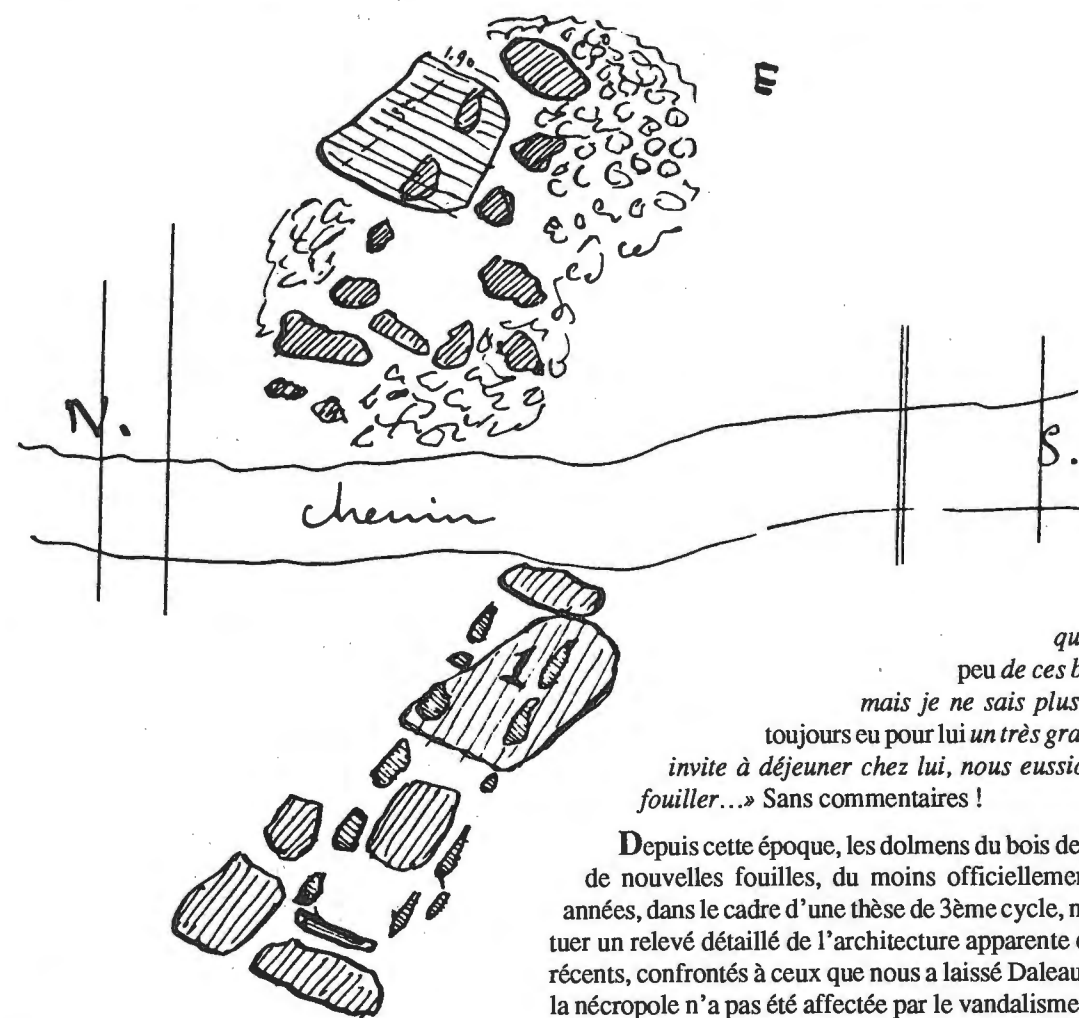 1.90
E
N.
S.
chemin
1
qu
peu de ces b
mais je ne sais plus
toujours eu pour lui un très gra
invite à déjeuner chez lui, nous eussio
fouiller…» Sans commentaires !
Depuis cette époque, les dolmens du bois de
de nouvelles fouilles, du moins officiellemen
années, dans le cadre d'une thèse de 3ème cycle, n
tuer un relevé détaillé de l'architecture apparente
récents, confrontés à ceux que nous a laissé Daleau
la nécropole n'a pas été affectée par le vandalisme